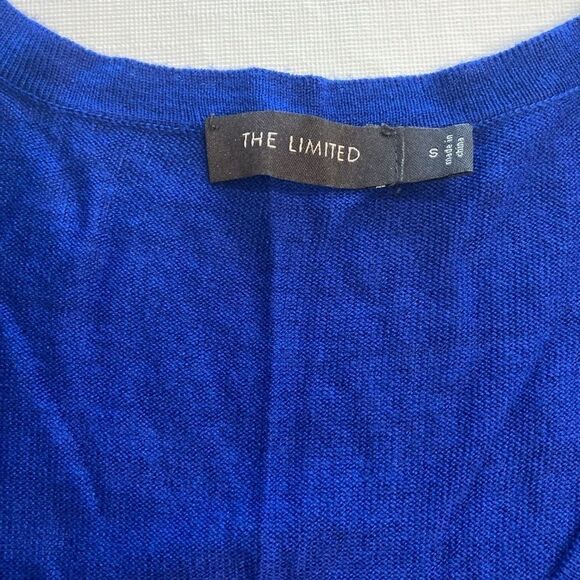 THE LIMITED
S
made in
china